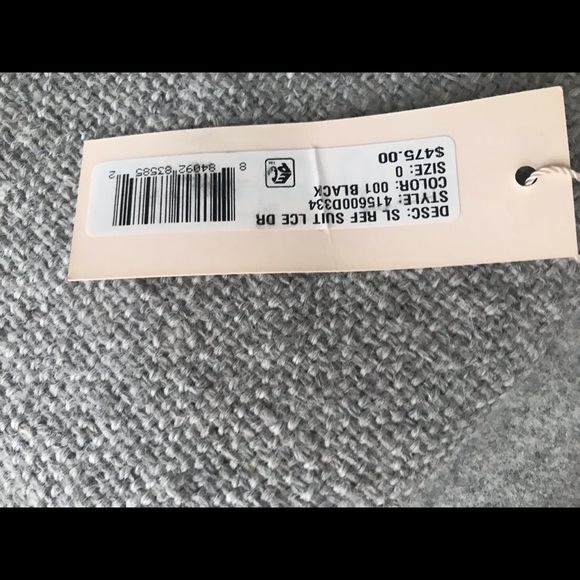 DESC: SL REF SUIT LCE DR
STYLE: 415600D334
COLOR: 001 BLACK
SIZE: 0
$475.00
8 84092 83585 2